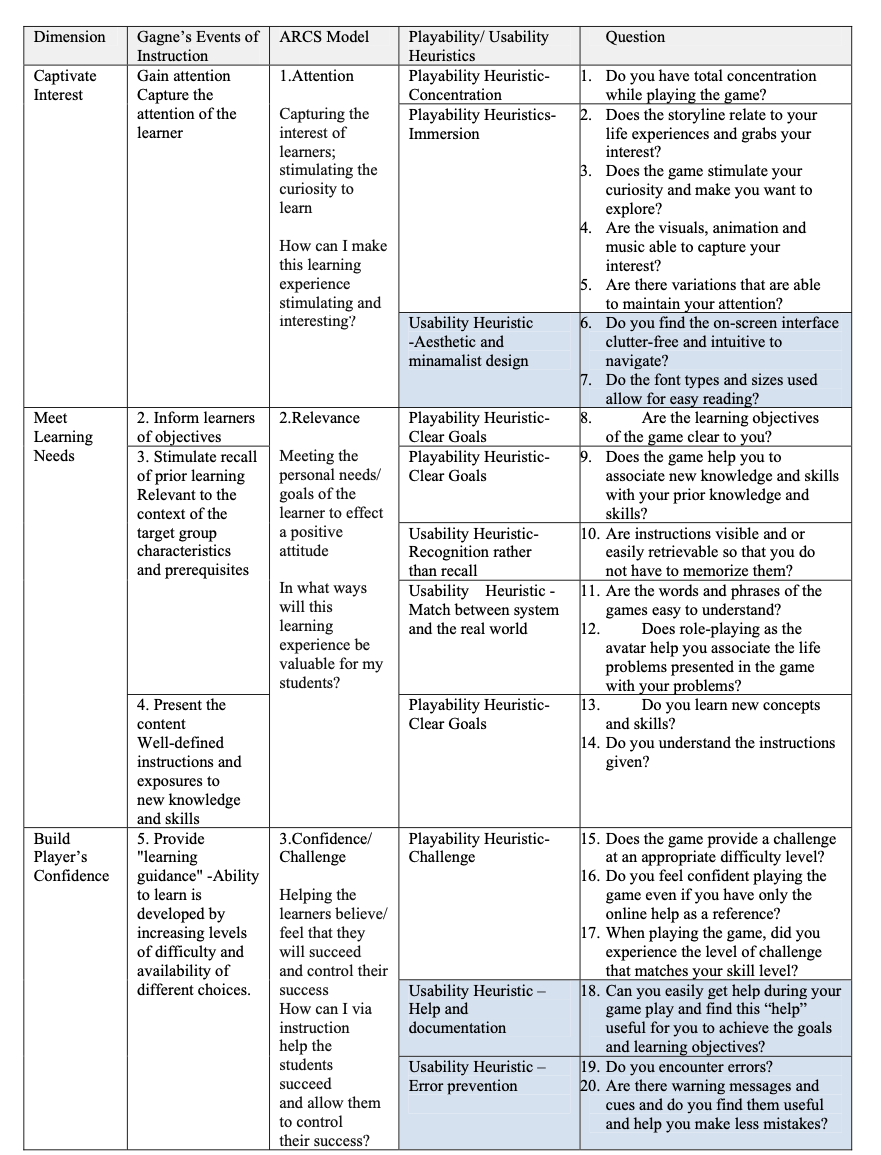 Dimension
Gagne's Events of
Instruction
ARCS Model
Playability/ Usability
Heuristics
Question
Captivate
Interest
Gain attention
Capture the
attention of the
learner
1.Attention
Capturing the
interest of
learners;
stimulating the
curiosity to
learn
How can I make
this learning
experience
stimulating and
interesting?
Playability Heuristic-
Concentration
1. Do you have total concentration
while playing the game?
Playability Heuristics-
Immersion
2. Does the storyline relate to your
life experiences and grabs your
interest?
3. Does the game stimulate your
curiosity and make you want to
explore?
4. Are the visuals, animation and
music able to capture your
interest?
5. Are there variations that are able
to maintain your attention?
Usability Heuristic
-Aesthetic and
minamalist design
6. Do you find the on-screen interface
clutter-free and intuitive to
navigate?
7. Do the font types and sizes used
allow for easy reading?
Meet
Learning
Needs
2. Inform learners
of objectives
2.Relevance
Meeting the
personal needs/
goals of the
learner to effect
a positive
attitude
In what ways
will this
learning
experience be
valuable for my
students?
Playability Heuristic-
Clear Goals
8. Are the learning objectives
of the game clear to you?
3. Stimulate recall
of prior learning
Relevant to the
context of the
target group
characteristics
and prerequisites
Playability Heuristic-
Clear Goals
9. Does the game help you to
associate new knowledge and skills
with your prior knowledge and
skills?
Usability Heuristic-
Recognition rather
than recall
10. Are instructions visible and or
easily retrievable so that you do
not have to memorize them?
Usability Heuristic -
Match between system
and the real world
11. Are the words and phrases of the
games easy to understand?
12. Does role-playing as the
avatar help you associate the life
problems presented in the game
with your problems?
4. Present the
content
Well-defined
instructions and
exposures to
new knowledge
and skills
Playability Heuristic-
Clear Goals
13. Do you learn new concepts
and skills?
14. Do you understand the instructions
given?
Build
Player's
Confidence
5. Provide
"learning
guidance" -Ability
to learn is
developed by
increasing levels
of difficulty and
availability of
different choices.
3.Confidence/
Challenge
Helping the
learners believe/
feel that they
will succeed
and control their
success
How can I via
instruction
help the
students
succeed
and allow them
to control
their success?
Playability Heuristic-
Challenge
15. Does the game provide a challenge
at an appropriate difficulty level?
16. Do you feel confident playing the
game even if you have only the
online help as a reference?
17. When playing the game, did you
experience the level of challenge
that matches your skill level?
Usability Heuristic –
Help and
documentation
18. Can you easily get help during your
game play and find this “help”
useful for you to achieve the goals
and learning objectives?
Usability Heuristic –
Error prevention
19. Do you encounter errors?
20. Are there warning messages and
cues and do you find them useful
and help you make less mistakes?